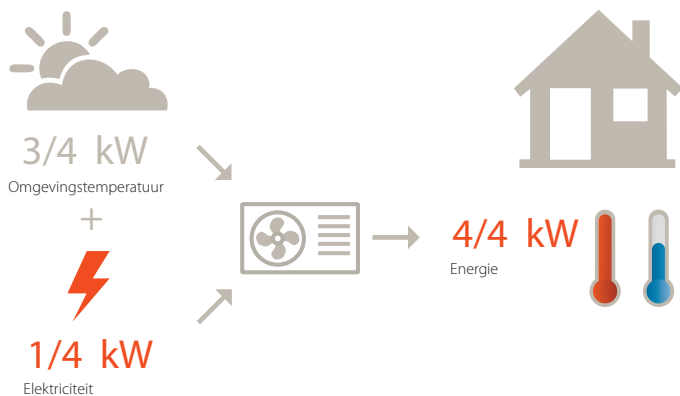 3/4 kW
Omgevingstemperatuur
+
1/4 kW
Elektriciteit
4/4 kW
Energie